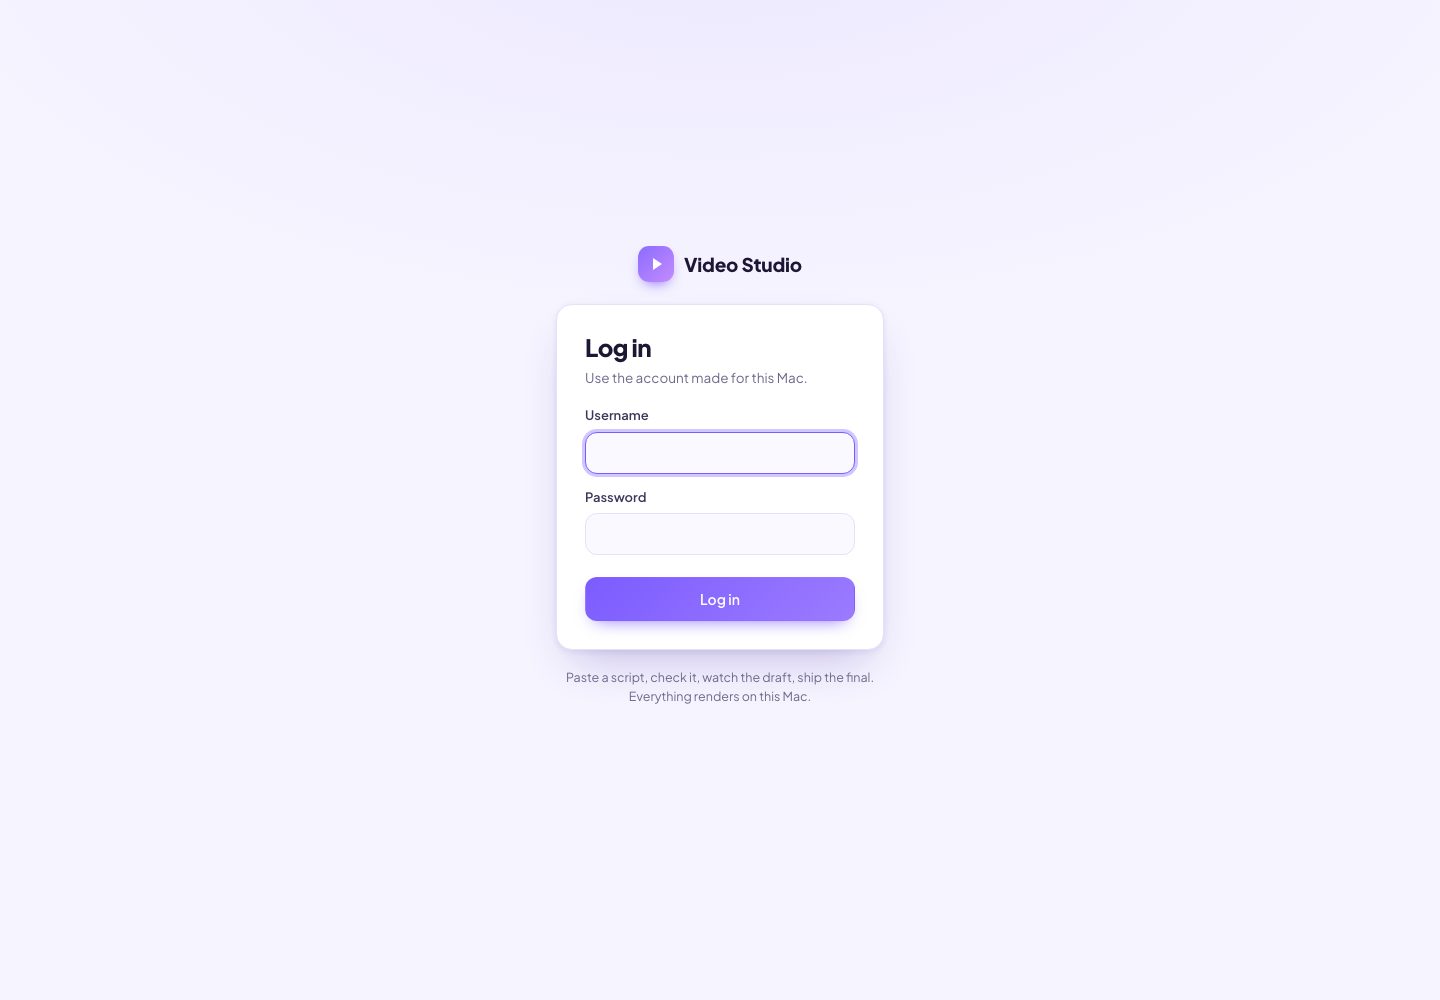 Video Studio
Log in
Use the account made for this Mac.
Username
Password
Log in
Paste a script, check it, watch the draft, ship the final.
Everything renders on this Mac.